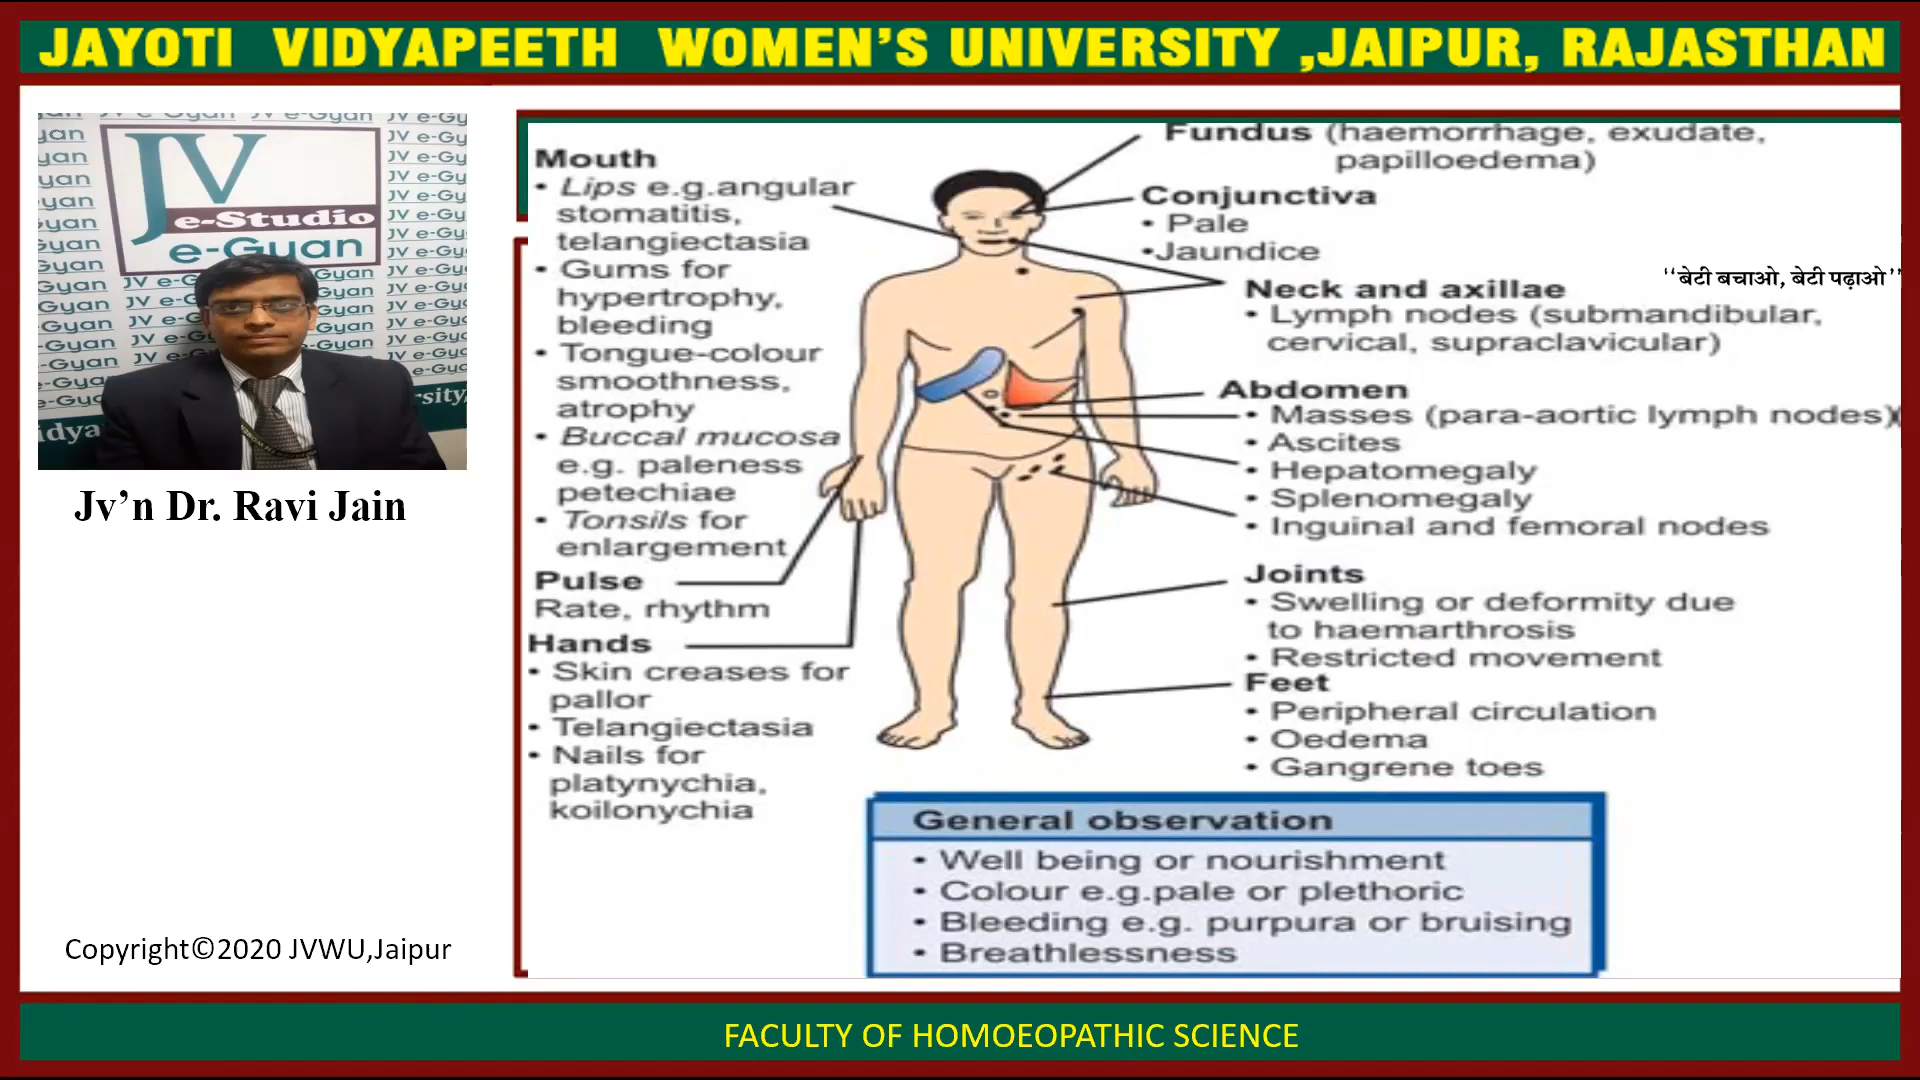 JAYOTI VIDYAPEETH WOMEN'S UNIVERSITY ,JAIPUR, RAJASTHAN
JV
e-Studio
e-Gyan
Jv'n Dr. Ravi Jain
Copyright©2020 JVWU,Jaipur
Mouth
• Lips e.g.angular
stomatitis,
telangiectasia
• Gums for
hypertrophy,
bleeding
• Tongue-colour
smoothness,
atrophy
• Buccal mucosa
e.g. paleness
petechiae
• Tonsils for
enlargement
Pulse
Rate, rhythm
Hands
• Skin creases for
pallor
• Telangiectasia
• Nails for
platynychia,
koilonychia
Fundus (haemorrhage, exudate,
papilloedema)
Conjunctiva
• Pale
•Jaundice
“बेटी बचाओ, बेटी पढ़ाओ”
Neck and axillae
• Lymph nodes (submandibular,
cervical, supraclavicular)
Abdomen
• Masses (para-aortic lymph nodes)
• Ascites
• Hepatomegaly
• Splenomegaly
• Inguinal and femoral nodes
Joints
• Swelling or deformity due
to haemarthrosis
• Restricted movement
Feet
• Peripheral circulation
• Oedema
• Gangrene toes
General observation
• Well being or nourishment
• Colour e.g.pale or plethoric
• Bleeding e.g. purpura or bruising
• Breathlessness
FACULTY OF HOMOEOPATHIC SCIENCE